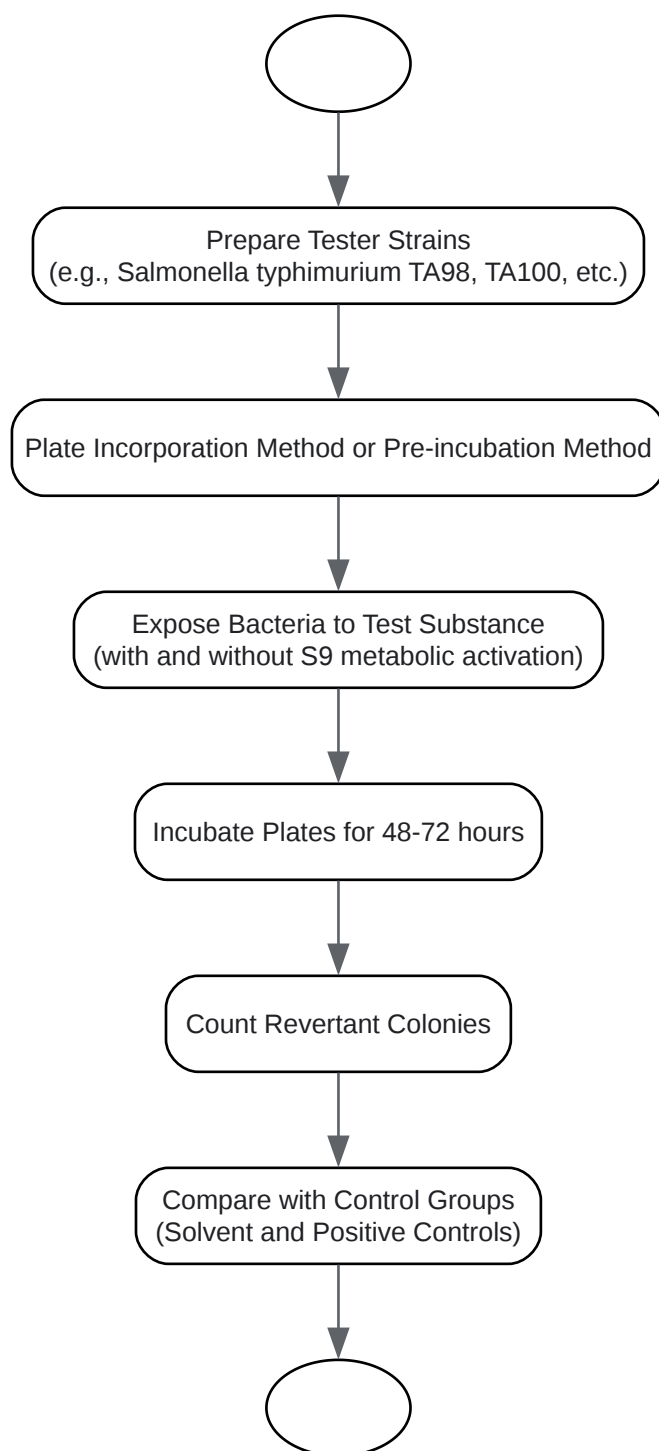 Prepare Tester Strains
(e.g., Salmonella typhimurium TA98, TA100, etc.)
Plate Incorporation Method or Pre-incubation Method
Expose Bacteria to Test Substance
(with and without S9 metabolic activation)
Incubate Plates for 48-72 hours
Count Revertant Colonies
Compare with Control Groups
(Solvent and Positive Controls)